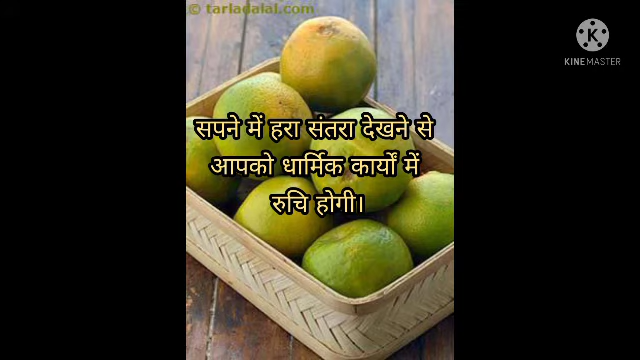 © tarladalal.com
KINEMASTER
सपने में हरा संतरा देखने से
आपको धार्मिक कार्यों में
रुचि होगी।